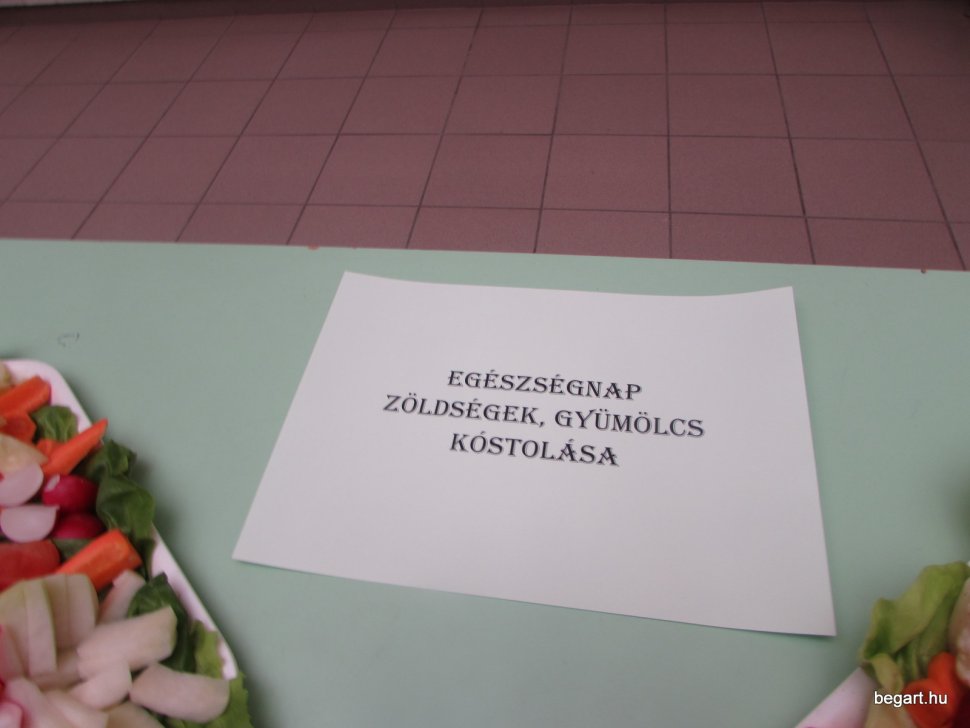 EGÉSZSÉGNAP
ZÖLDSÉGEK, GYÜMÖLCS
KÓSTOLÁSA
begart.hu